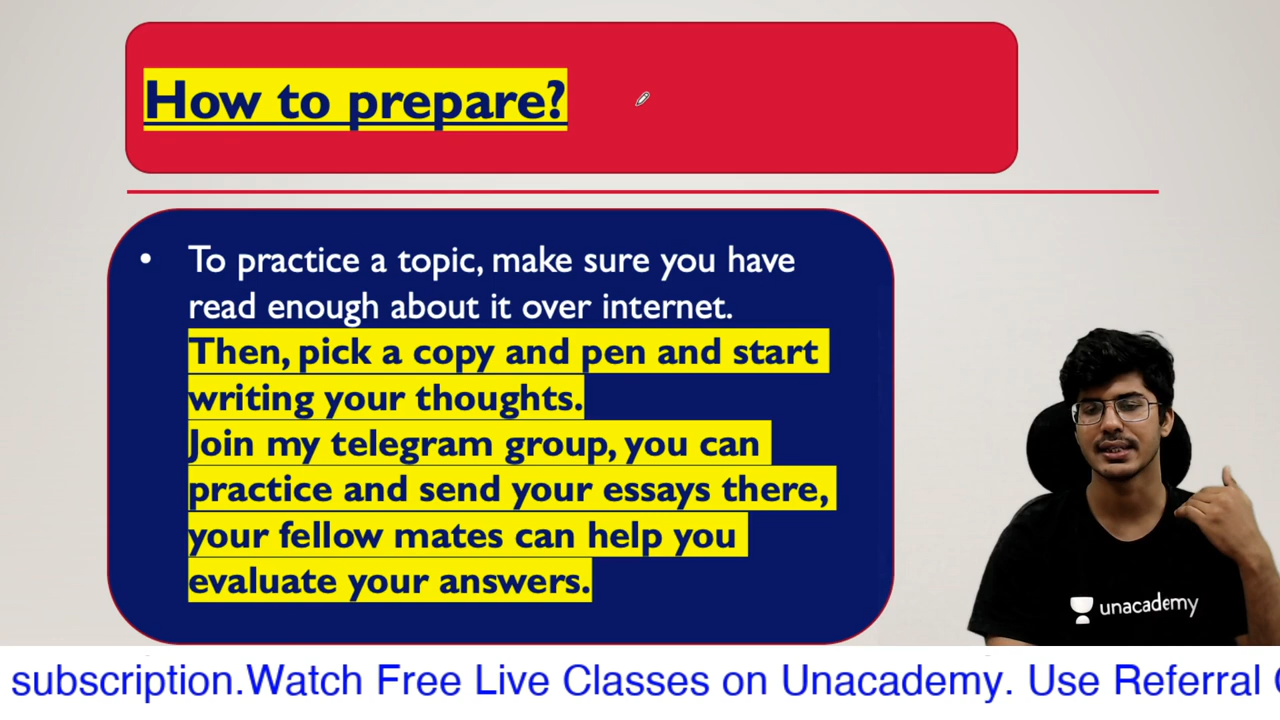 How to prepare?
• To practice a topic, make sure you have
read enough about it over internet.
Then, pick a copy and pen and start
writing your thoughts.
Join my telegram group, you can
practice and send your essays there,
your fellow mates can help you
evaluate your answers.
unacademy
subscription.Watch Free Live Classes on Unacademy. Use Referral